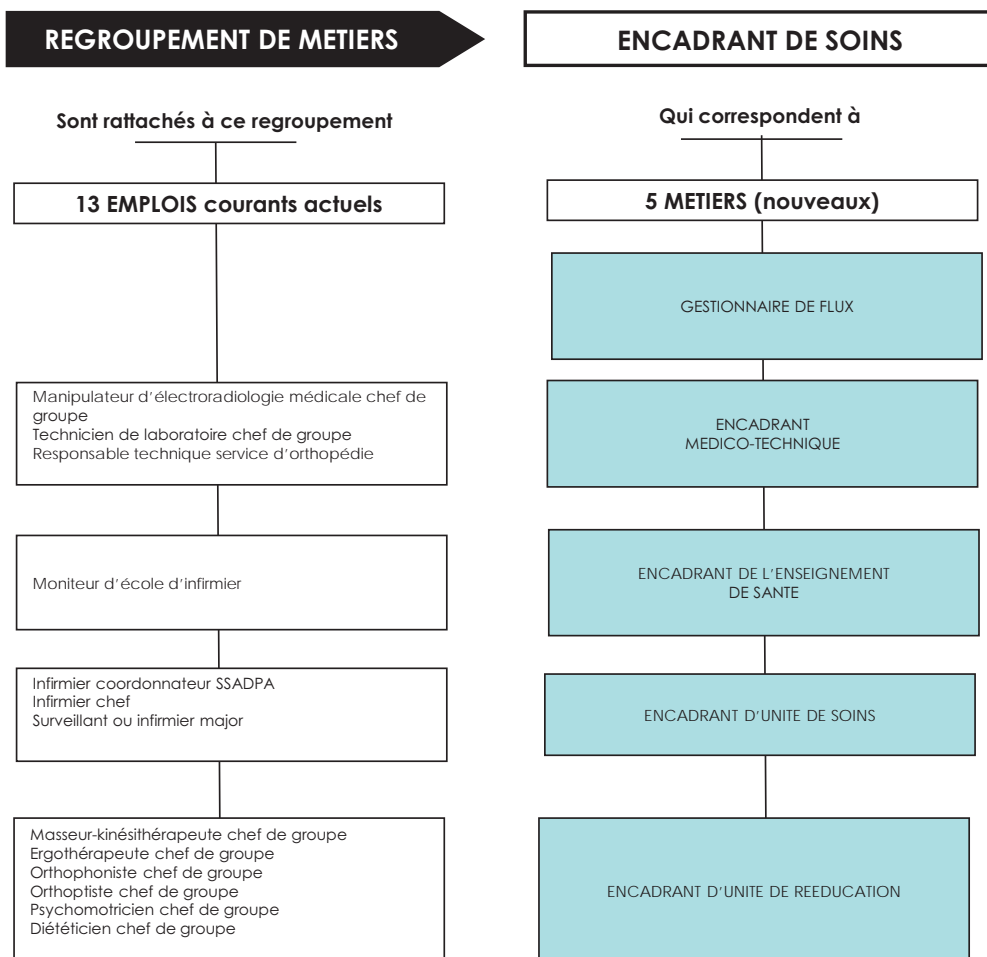 REGROUPEMENT DE METIERS
ENCADRANT DE SOINS
Sont rattachés à ce regroupement
Qui correspondent à
13 EMPLOIS courants actuels
5 METIERS (nouveaux)
GESTIONNAIRE DE FLUX
Manipulateur d'électroradiologie médicale chef de
groupe
Technicien de laboratoire chef de groupe
Responsable technique service d'orthopédie
ENCADRANT
MEDICO-TECHNIQUE
Moniteur d'école d'infirmier
ENCADRANT DE L'ENSEIGNEMENT
DE SANTE
Infirmier coordonnateur SSADPA
Infirmier chef
Surveillant ou infirmier major
ENCADRANT D'UNITE DE SOINS
Masseur-kinésithérapeute chef de groupe
Ergothérapeute chef de groupe
Orthophoniste chef de groupe
Orthoptiste chef de groupe
Psychomotricien chef de groupe
Diététicien chef de groupe
ENCADRANT D'UNITE DE REEDUCATION